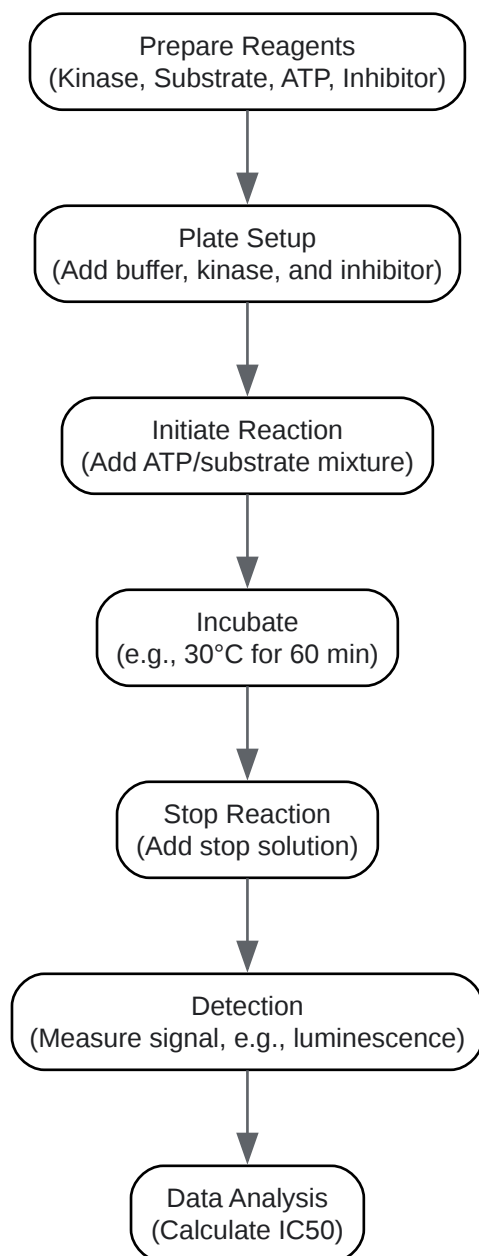 Prepare Reagents
(Kinase, Substrate, ATP, Inhibitor)
Plate Setup
(Add buffer, kinase, and inhibitor)
Initiate Reaction
(Add ATP/substrate mixture)
Incubate
(e.g., 30°C for 60 min)
Stop Reaction
(Add stop solution)
Detection
(Measure signal, e.g., luminescence)
Data Analysis
(Calculate IC50)